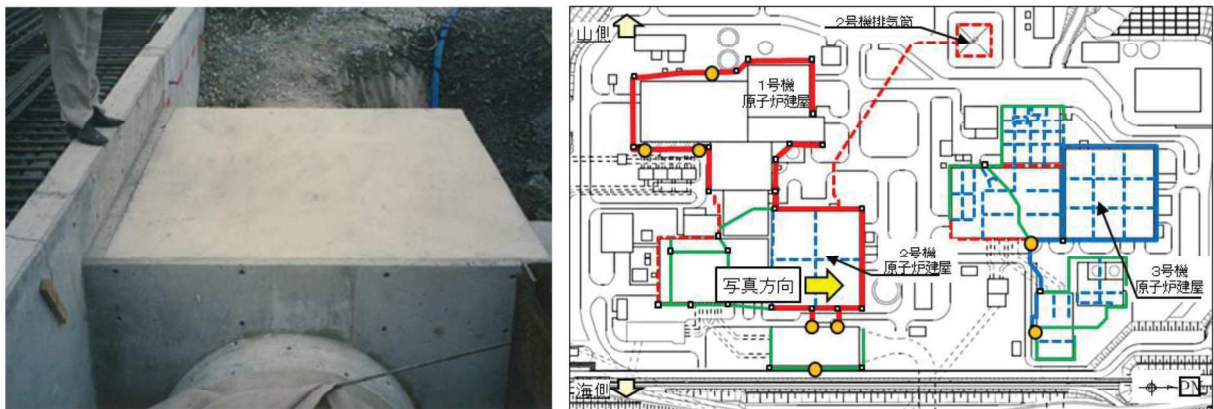 山側
2号機排気筒
1号機
原子炉建屋
2号機
原子炉建屋
写真方向
3号機
原子炉建屋
海側
PN